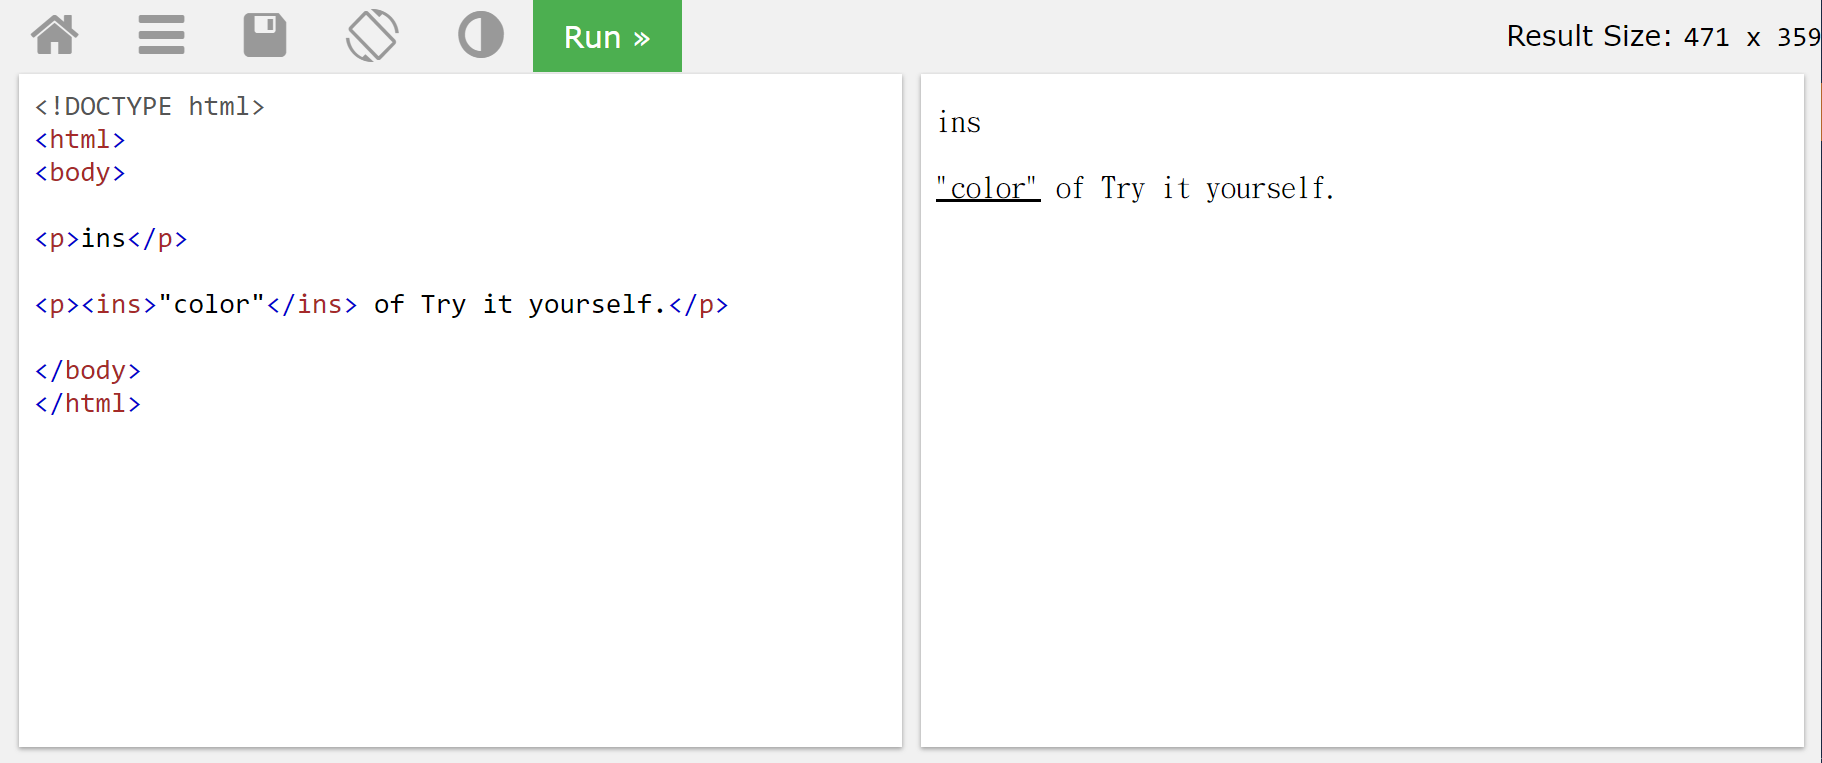 Run »
Result Size: 471 x 359
<!DOCTYPE html>
<html>
<body>
<p>ins</p>
<p><ins>"color"</ins> of Try it yourself.</p>
</body>
</html>
ins
"color" of Try it yourself.